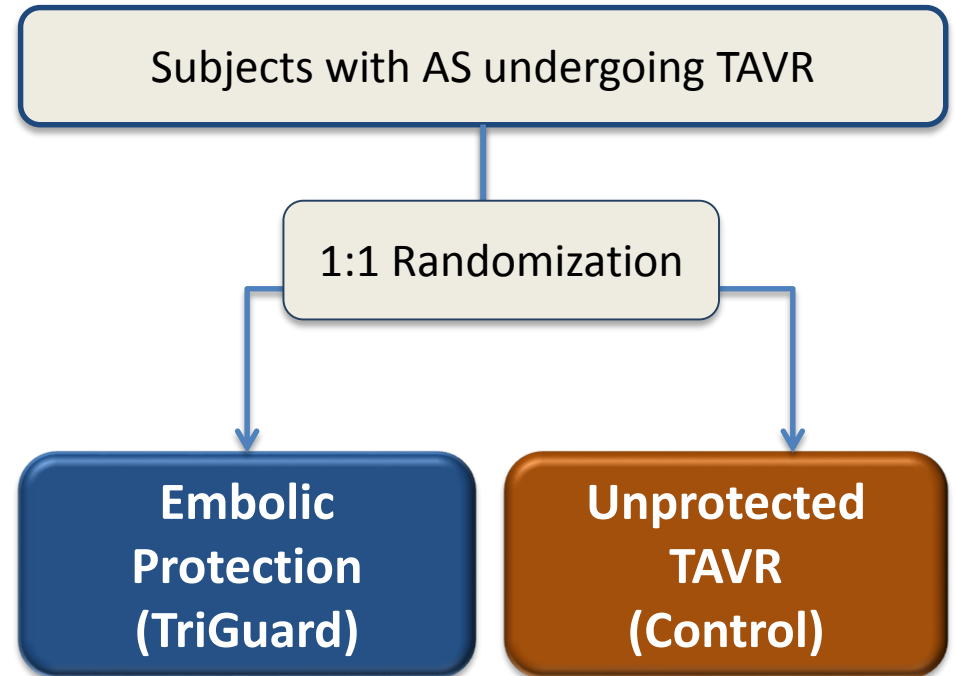 Subjects with AS undergoing TAVR
1:1 Randomization
Embolic
Protection
(TriGuard)
Unprotected
TAVR
(Control)